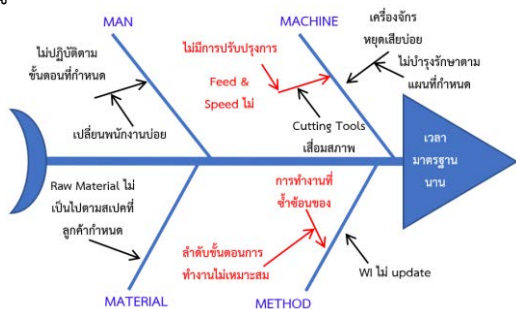 MAN
MACHINE
ไม่ปฏิบัติตาม
ขั้นตอนที่กำหนด
เปลี่ยนพนักงานบ่อย
ไม่มีการปรับปรุงการ
Feed &
Speed ไม่
Cutting Tools
เสื่อมสภาพ
เครื่องจักร
หยุดเสียบ่อย
ไม่บำรุงรักษาตาม
แผนที่กำหนด
เวลา
มาตรฐาน
นาน
Raw Material ไม่
เป็นไปตามสเปคที่
ลูกค้ากำหนด
การทำงานที่
ซ้ำซ้อนของ
ลำดับขั้นตอนการ
ทำงานไม่เหมาะสม
WI ไม่ update
MATERIAL
METHOD